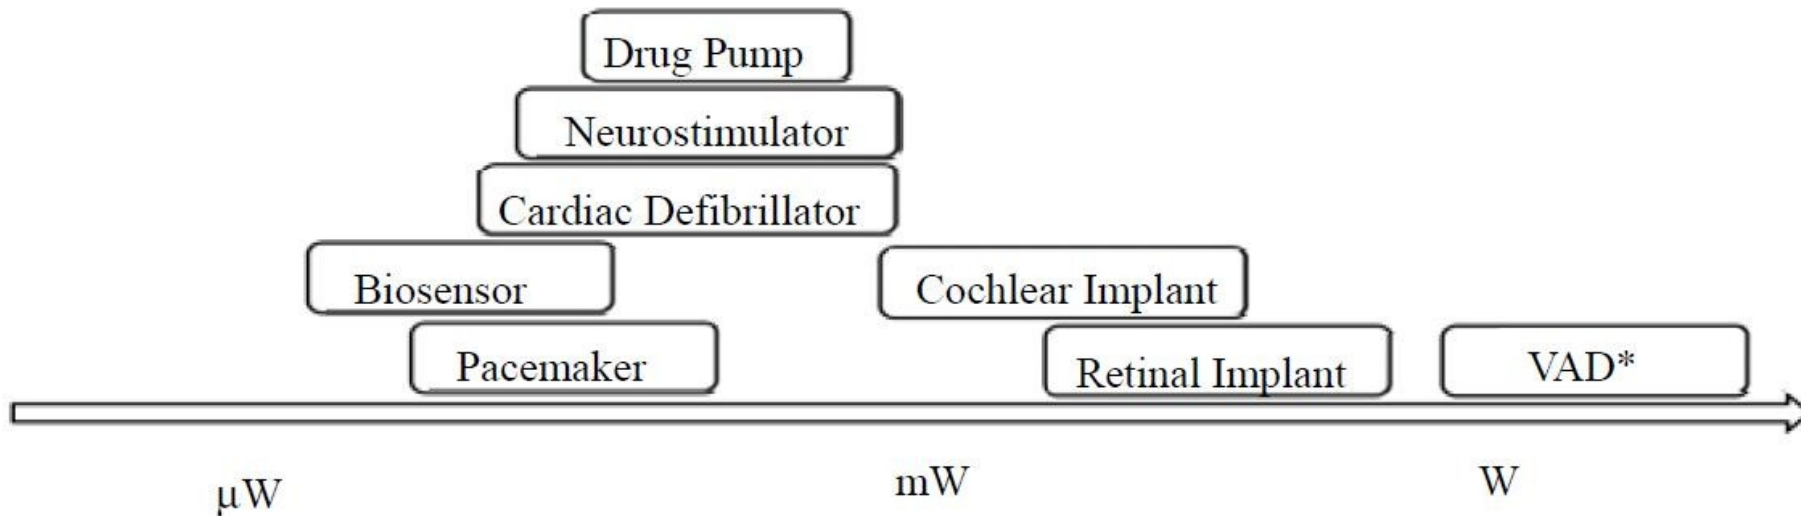 Drug Pump
Neurostimulator
Cardiac Defibrillator
Biosensor
Cochlear Implant
Pacemaker
Retinal Implant
VAD*
μW
mW
W